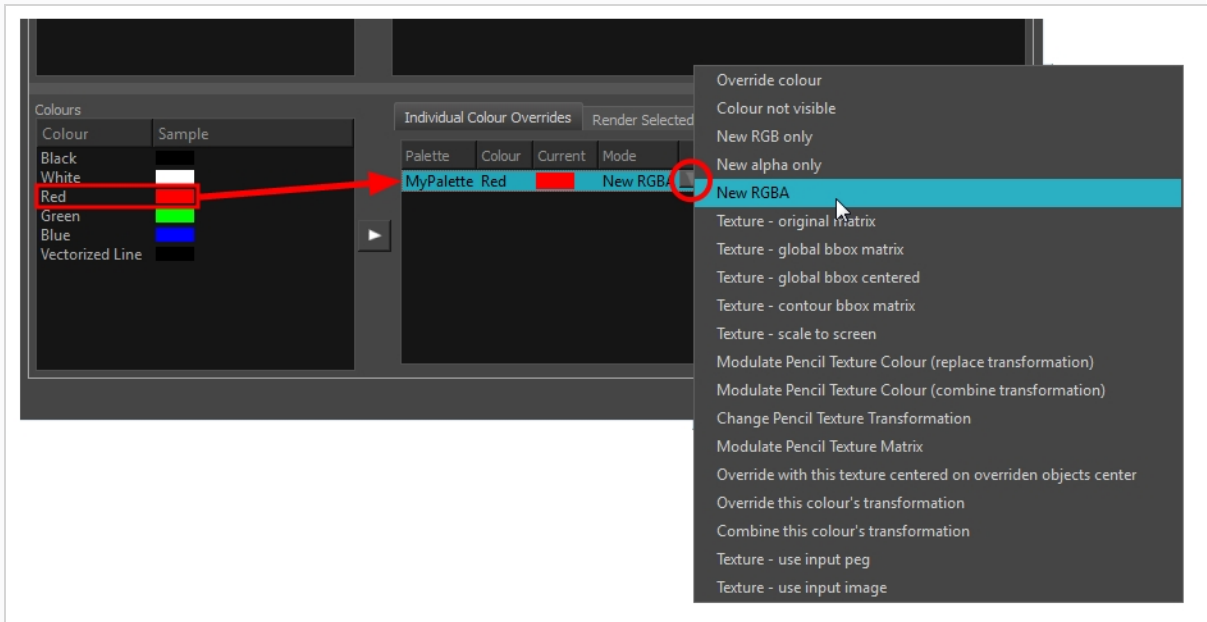 Colours
Colour Sample
Black
White
Red
Green
Blue
Vectorized Line
Individual Colour Overrides Render Selected
Palette Colour Current Mode
MyPalette Red New RGBA
Override colour
Colour not visible
New RGB only
New alpha only
New RGBA
Texture - original matrix
Texture - global bbox matrix
Texture - global bbox centered
Texture - contour bbox matrix
Texture - scale to screen
Modulate Pencil Texture Colour (replace transformation)
Modulate Pencil Texture Colour (combine transformation)
Change Pencil Texture Transformation
Modulate Pencil Texture Matrix
Override with this texture centered on overriden objects center
Override this colour's transformation
Combine this colour's transformation
Texture - use input peg
Texture - use input image